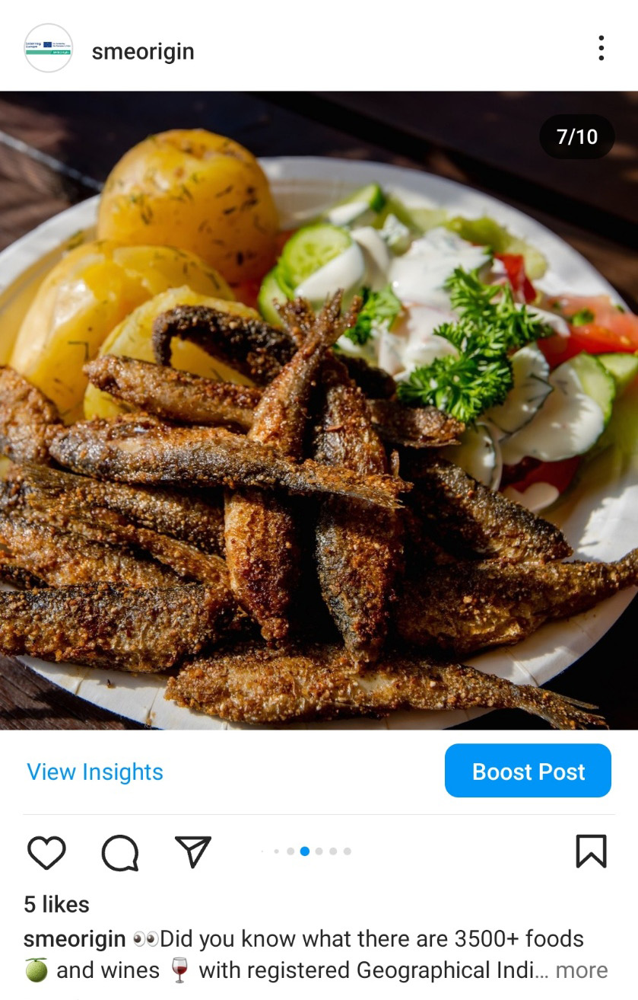 smeorigin
7/10
View Insights
Boost Post
5 likes
smeorigin 👀Did you know what there are 3500+ foods
🍈 and wines 🍷 with registered Geographical Indi... more